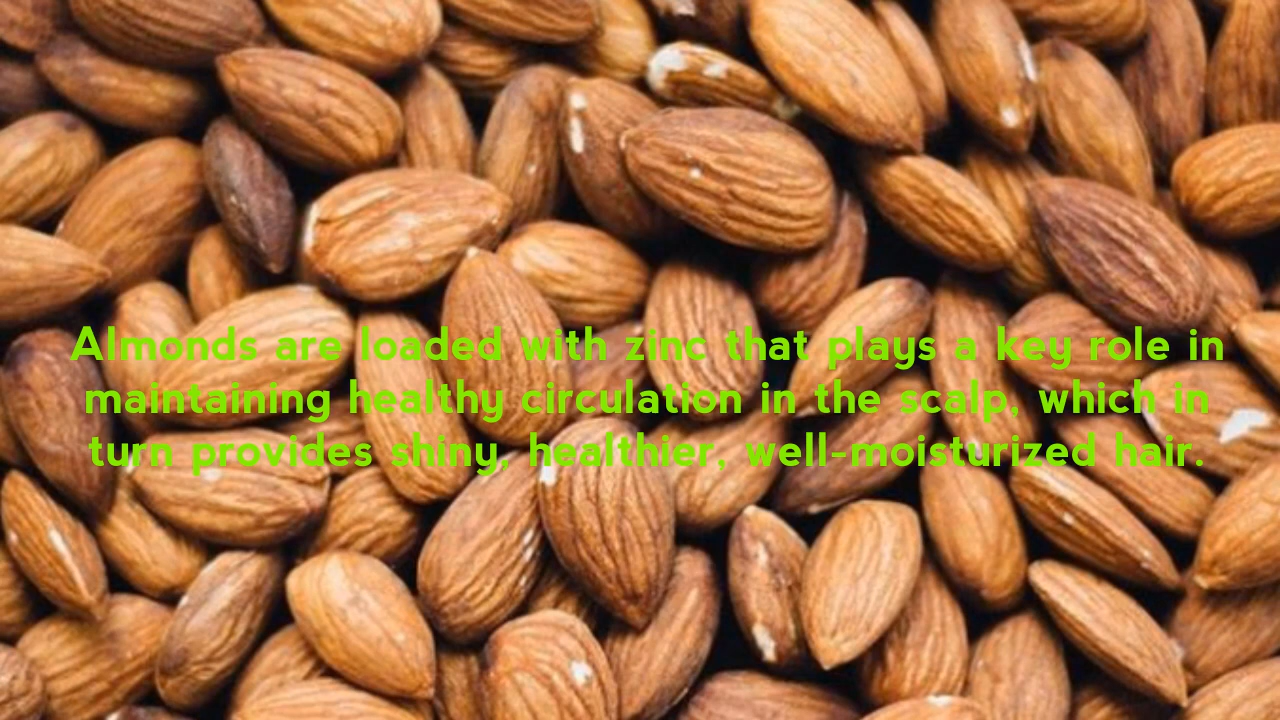 Almonds are loaded with zinc that plays a key role in
maintaining healthy circulation in the scalp, which in
turn provides shiny, healthier, well-moisturized hair.